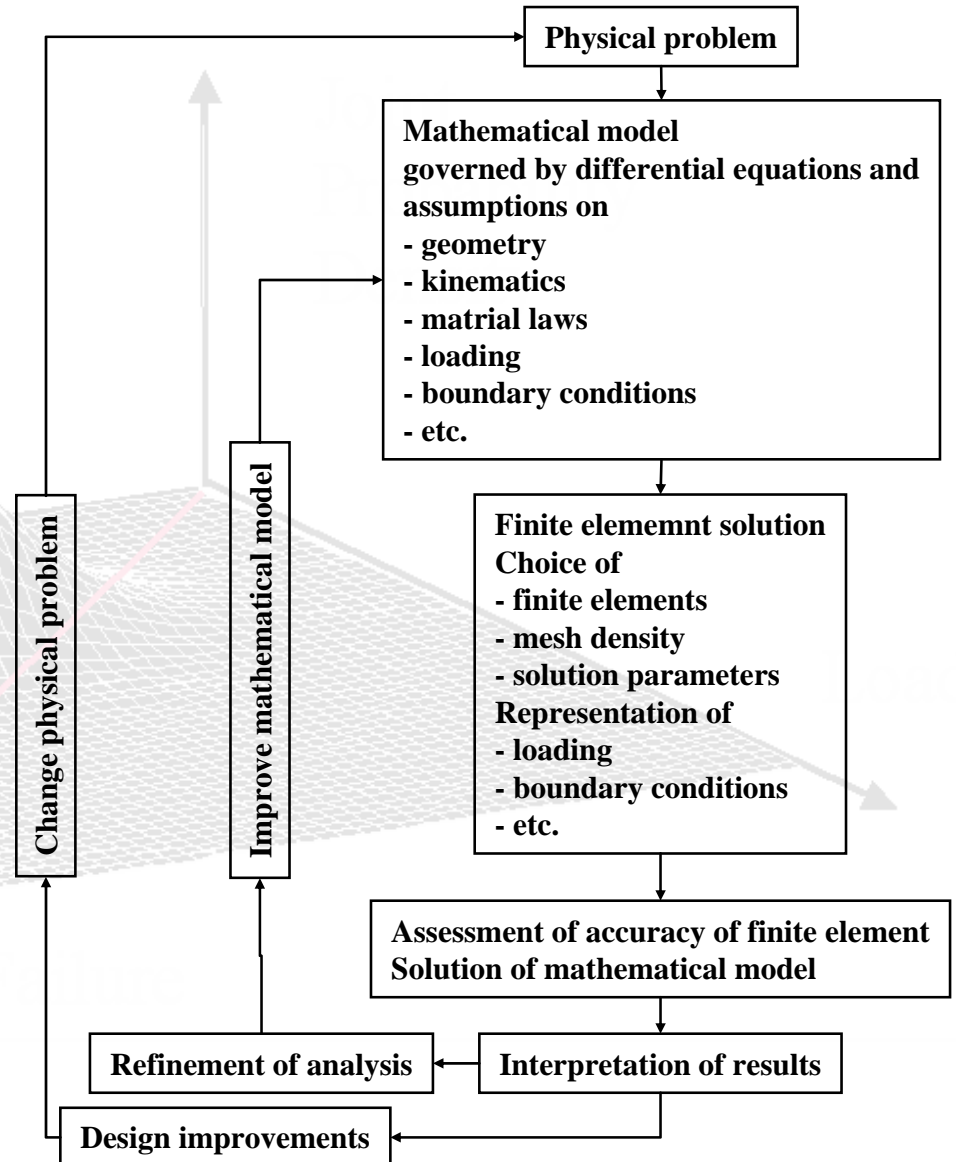 Physical problem
Mathematical model
governed by differential equations and
assumptions on
- geometry
- kinematics
- matrial laws
- loading
- boundary conditions
- etc.
Finite elememnt solution
Choice of
- finite elements
- mesh density
- solution parameters
Representation of
- loading
- boundary conditions
- etc.
Change physical problem
Improve mathematical model
Assessment of accuracy of finite element
Solution of mathematical model
Refinement of analysis
Interpretation of results
Design improvements